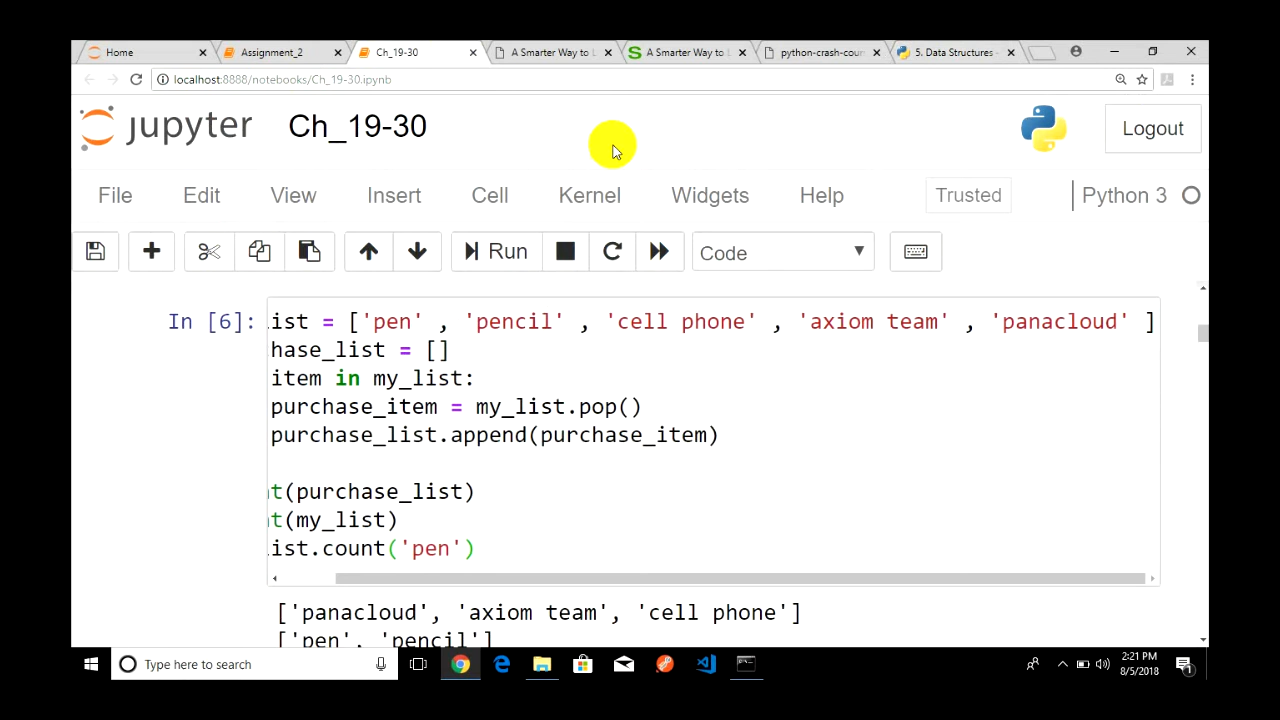 Home
Assignment_2
Ch_19-30
A Smarter Way to
A Smarter Way to
python-crash-cour
5. Data Structures
localhost:8888/notebooks/Ch_19-30.ipynb
jupyter Ch_19-30
Logout
File Edit View Insert Cell Kernel Widgets Help Trusted Python 3
Run Code
In [6]: ist = ['pen' , 'pencil' , 'cell phone' , 'axiom team' , 'panacloud' ]
hase_list = []
item in my_list:
purchase_item = my_list.pop()
purchase_list.append(purchase_item)
t(purchase_list)
t(my_list)
ist.count('pen')
['panacloud', 'axiom team', 'cell phone']
['pen', 'pencil']
Type here to search
2:21 PM
8/5/2018